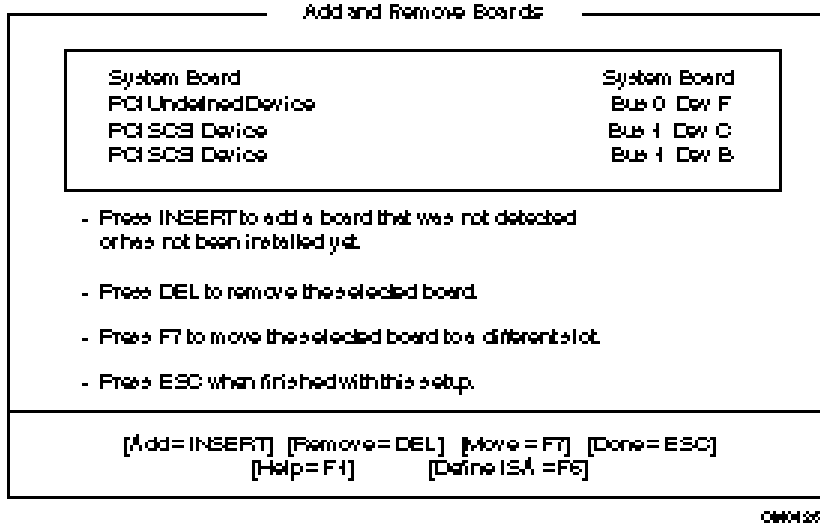 Add and Remove Boards
System Board System Board
PCI Undefined Device Bus 0 Dev F
PCI SCSI Device Bus 1 Dev C
PCI SCSI Device Bus 1 Dev B
- Press INSERT to add a board that was not detected
or has not been installed yet.
- Press DEL to remove the selected board.
- Press F7 to move the selected board to a different slot.
- Press ESC when finished with this setup.
[Add = INSERT] [Remove = DEL] [Move = F7] [Done = ESC]
[Help = F1] [Define ISA = F6]